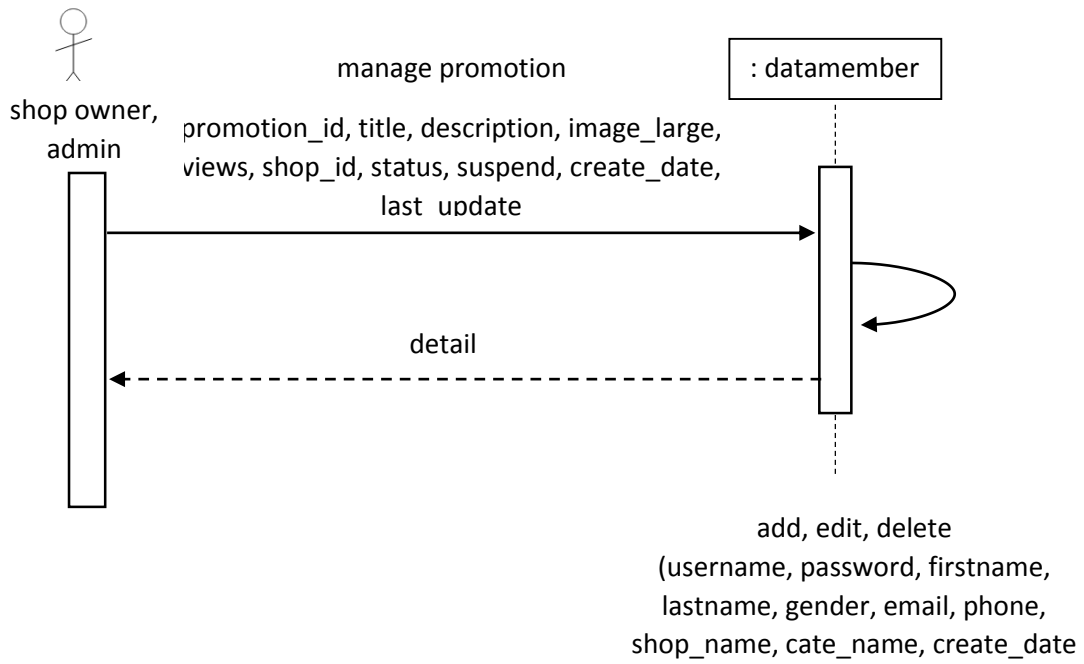 manage promotion
: datamember
shop owner,
admin
promotion_id, title, description, image_large,
views, shop_id, status, suspend, create_date,
last_update
detail
add, edit, delete
(username, password, firstname,
lastname, gender, email, phone,
shop_name, cate_name, create_date